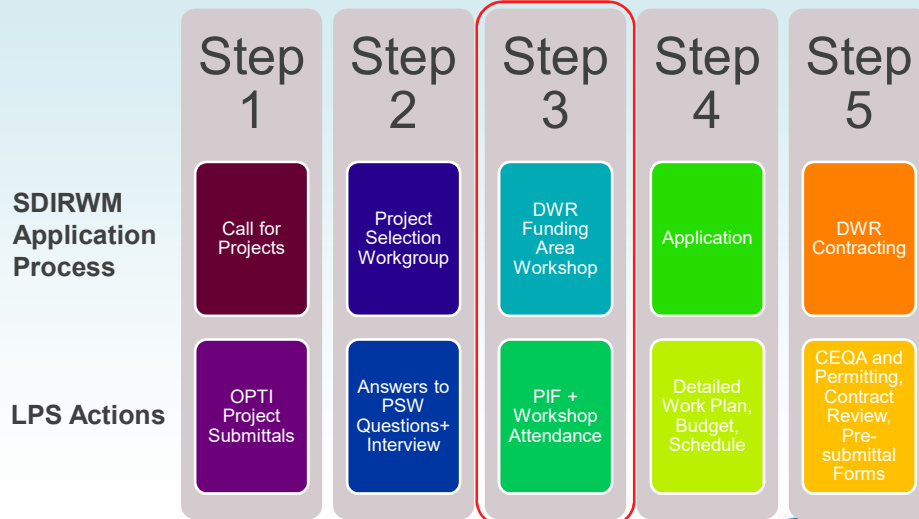 Step
1
Step
2
Step
3
Step
4
Step
5
SDIRWM
Application
Process
Call for
Projects
Project
Selection
Workgroup
DWR
Funding
Area
Workshop
Application
DWR
Contracting
LPS Actions
OPTI
Project
Submittals
Answers to
PSW
Questions+
Interview
PIF +
Workshop
Attendance
Detailed
Work Plan,
Budget,
Schedule
CEQA and
Permitting,
Contract
Review,
Pre-
submittal
Forms